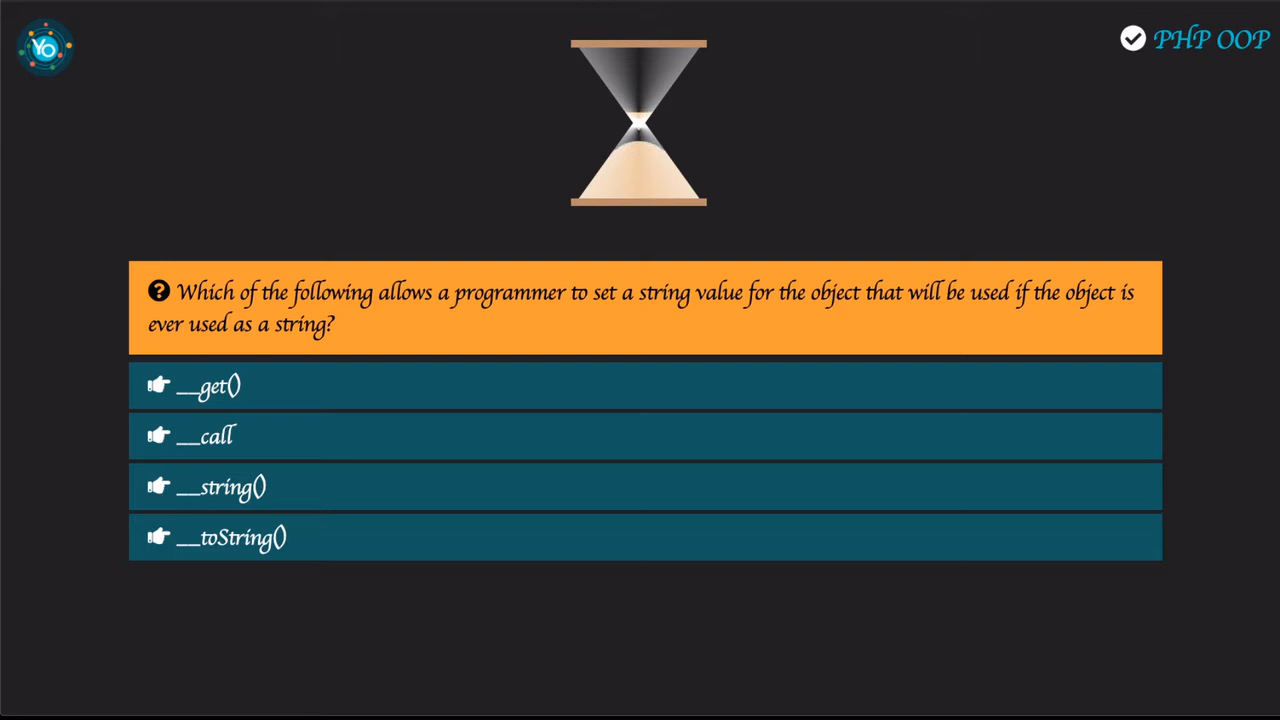 YO
PHP OOP
Which of the following allows a programmer to set a string value for the object that will be used if the object is
ever used as a string?
__get()
__call
__string()
__toString()